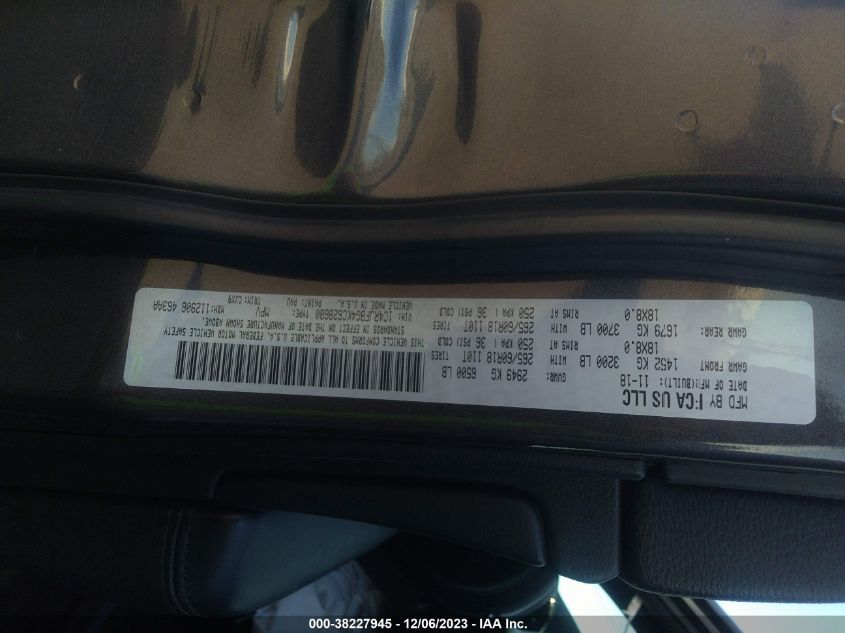 MFD BY FCA US LLC
DATE OF MFR(BUILT): 11-18
GVWR: 2949 KG 6500 LB
GAWR FRONT 1452 KG 3200 LB WITH 265/60R18 110T TIRES
18X8.0 RIMS AT 250 KPA ( 36 PSI) COLD
GAWR REAR: 1679 KG 3700 LB WITH 265/60R18 110T TIRES
18X8.0 RIMS AT 250 KPA ( 36 PSI) COLD
THIS VEHICLE CONFORMS TO ALL APPLICABLE U.S.A. FEDERAL MOTOR VEHICLE SAFETY
STANDARDS IN EFFECT ON THE DATE OF MANUFACTURE SHOWN ABOVE.
TYPE: MPV MDH: 112906 463AA
VEHICLE MADE IN U.S.A. PAINT: PAU TRIM: CJX9
000-38227945 - 12/06/2023 - IAA Inc.